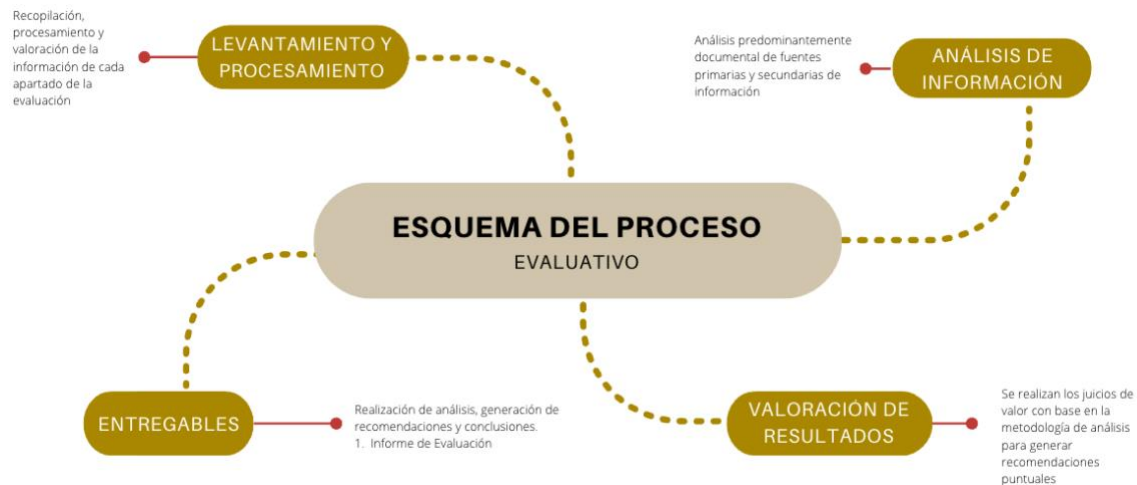 Recopilación,
procesamiento y
valoración de la
información de cada
apartado de la
evaluación
LEVANTAMIENTO Y
PROCESAMIENTO
Análisis predominantemente
documental de fuentes
primarias y secundarias de
información
ANÁLISIS DE
INFORMACIÓN
ESQUEMA DEL PROCESO
EVALUATIVO
ENTREGABLES
Realización de análisis, generación de
recomendaciones y conclusiones.
1. Informe de Evaluación
VALORACIÓN DE
RESULTADOS
Se realizan los juicios de
valor con base en la
metodología de análisis
para generar
recomendaciones
puntuales